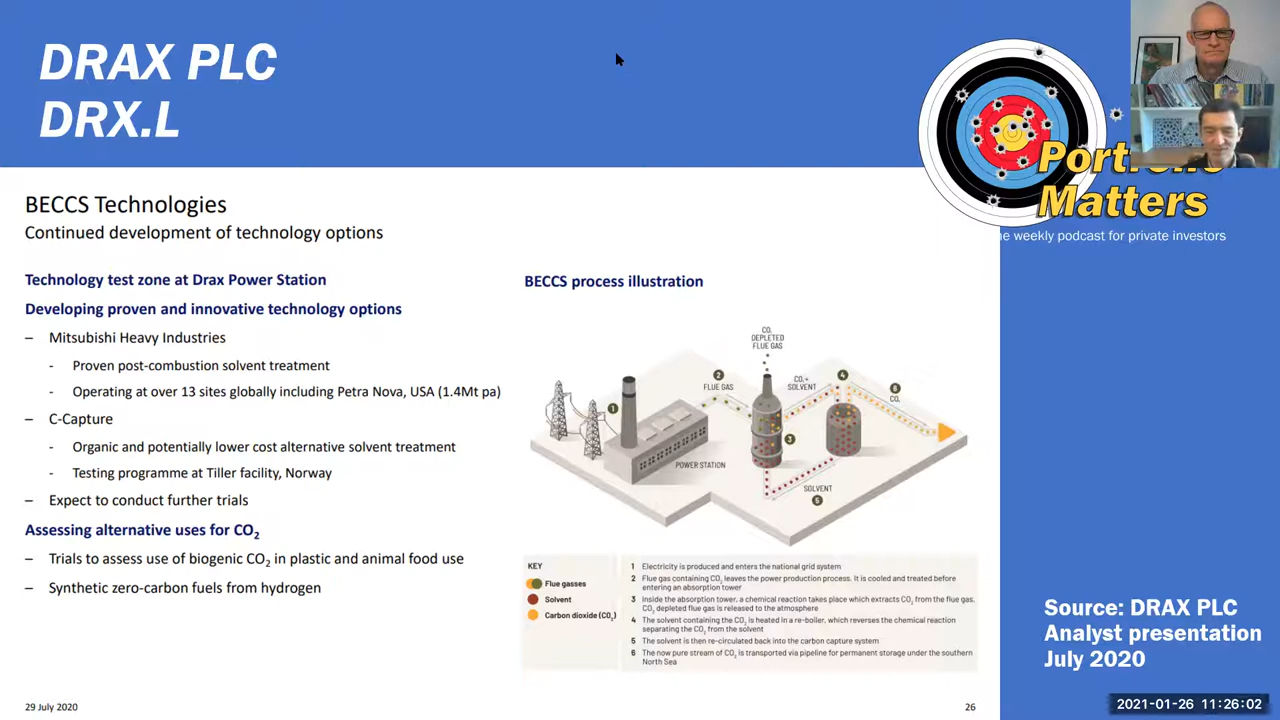 DRAX PLC
DRX.L
Matters
e weekly podcast for private investors
BECCS Technologies
Continued development of technology options
Technology test zone at Drax Power Station
Developing proven and innovative technology options
– Mitsubishi Heavy Industries
- Proven post-combustion solvent treatment
- Operating at over 13 sites globally including Petra Nova, USA (1.4Mt pa)
– C-Capture
- Organic and potentially lower cost alternative solvent treatment
- Testing programme at Tiller facility, Norway
– Expect to conduct further trials
Assessing alternative uses for CO₂
– Trials to assess use of biogenic CO₂ in plastic and animal food use
– Synthetic zero-carbon fuels from hydrogen
BECCS process illustration
CO₂
DEPLETED
FLUE GAS
2
FLUE GAS
CO₂+
SOLVENT
4
6
CO₂
1
3
POWER STATION
SOLVENT
5
KEY
Flue gasses
Solvent
Carbon dioxide (CO₂)
1 Electricity is produced and enters the national grid system
2 Flue gas containing CO₂ leaves the power production process. It is cooled and treated before
entering an absorption tower
3 Inside the absorption tower, a chemical reaction takes place which extracts CO₂ from the flue gas.
CO₂ depleted flue gas is released to the atmosphere
4 The solvent containing the CO₂ is heated in a re-boiler, which reverses the chemical reaction
separating the CO₂ from the solvent
5 The solvent is then re-circulated back into the carbon capture system
6 The now pure stream of CO₂ is transported via pipeline for permanent storage under the southern
North Sea
Source: DRAX PLC
Analyst presentation
July 2020
29 July 2020
26
2021-01-26 11:26:02